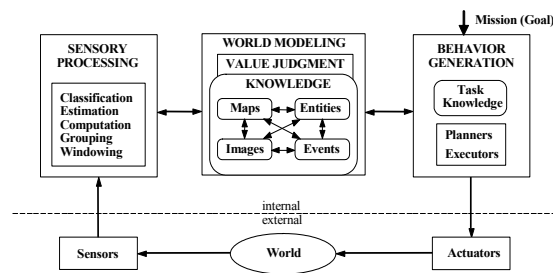 Mission (Goal)
SENSORY
PROCESSING
Classification
Estimation
Computation
Grouping
Windowing
WORLD MODELING
VALUE JUDGMENT
KNOWLEDGE
Maps
Entities
Images
Events
BEHAVIOR
GENERATION
Task
Knowledge
Planners
Executors
internal
external
Sensors
World
Actuators